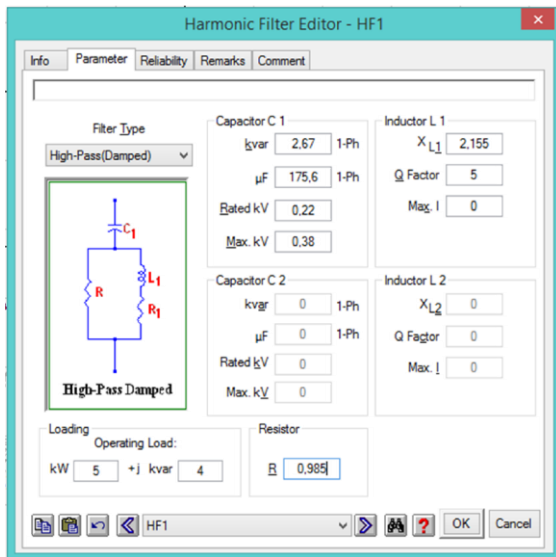 Harmonic Filter Editor - HF1
Info Parameter Reliability Remarks Comment
Filter Type
High-Pass(Damped)
C1
R
L1
R1
High-Pass Damped
Capacitor C 1
kvar 2,67 1-Ph
µF 175,6 1-Ph
Rated kV 0,22
Max. kV 0,38
Inductor L 1
XL1 2,155
Q Factor 5
Max. I 0
Capacitor C 2
kvar 0 1-Ph
µF 0 1-Ph
Rated kV 0
Max. kV 0
Inductor L 2
XL2 0
Q Factor 0
Max. I 0
Loading
Operating Load:
kW 5 +j kvar 4
Resistor
R 0,985
HF1
? OK Cancel